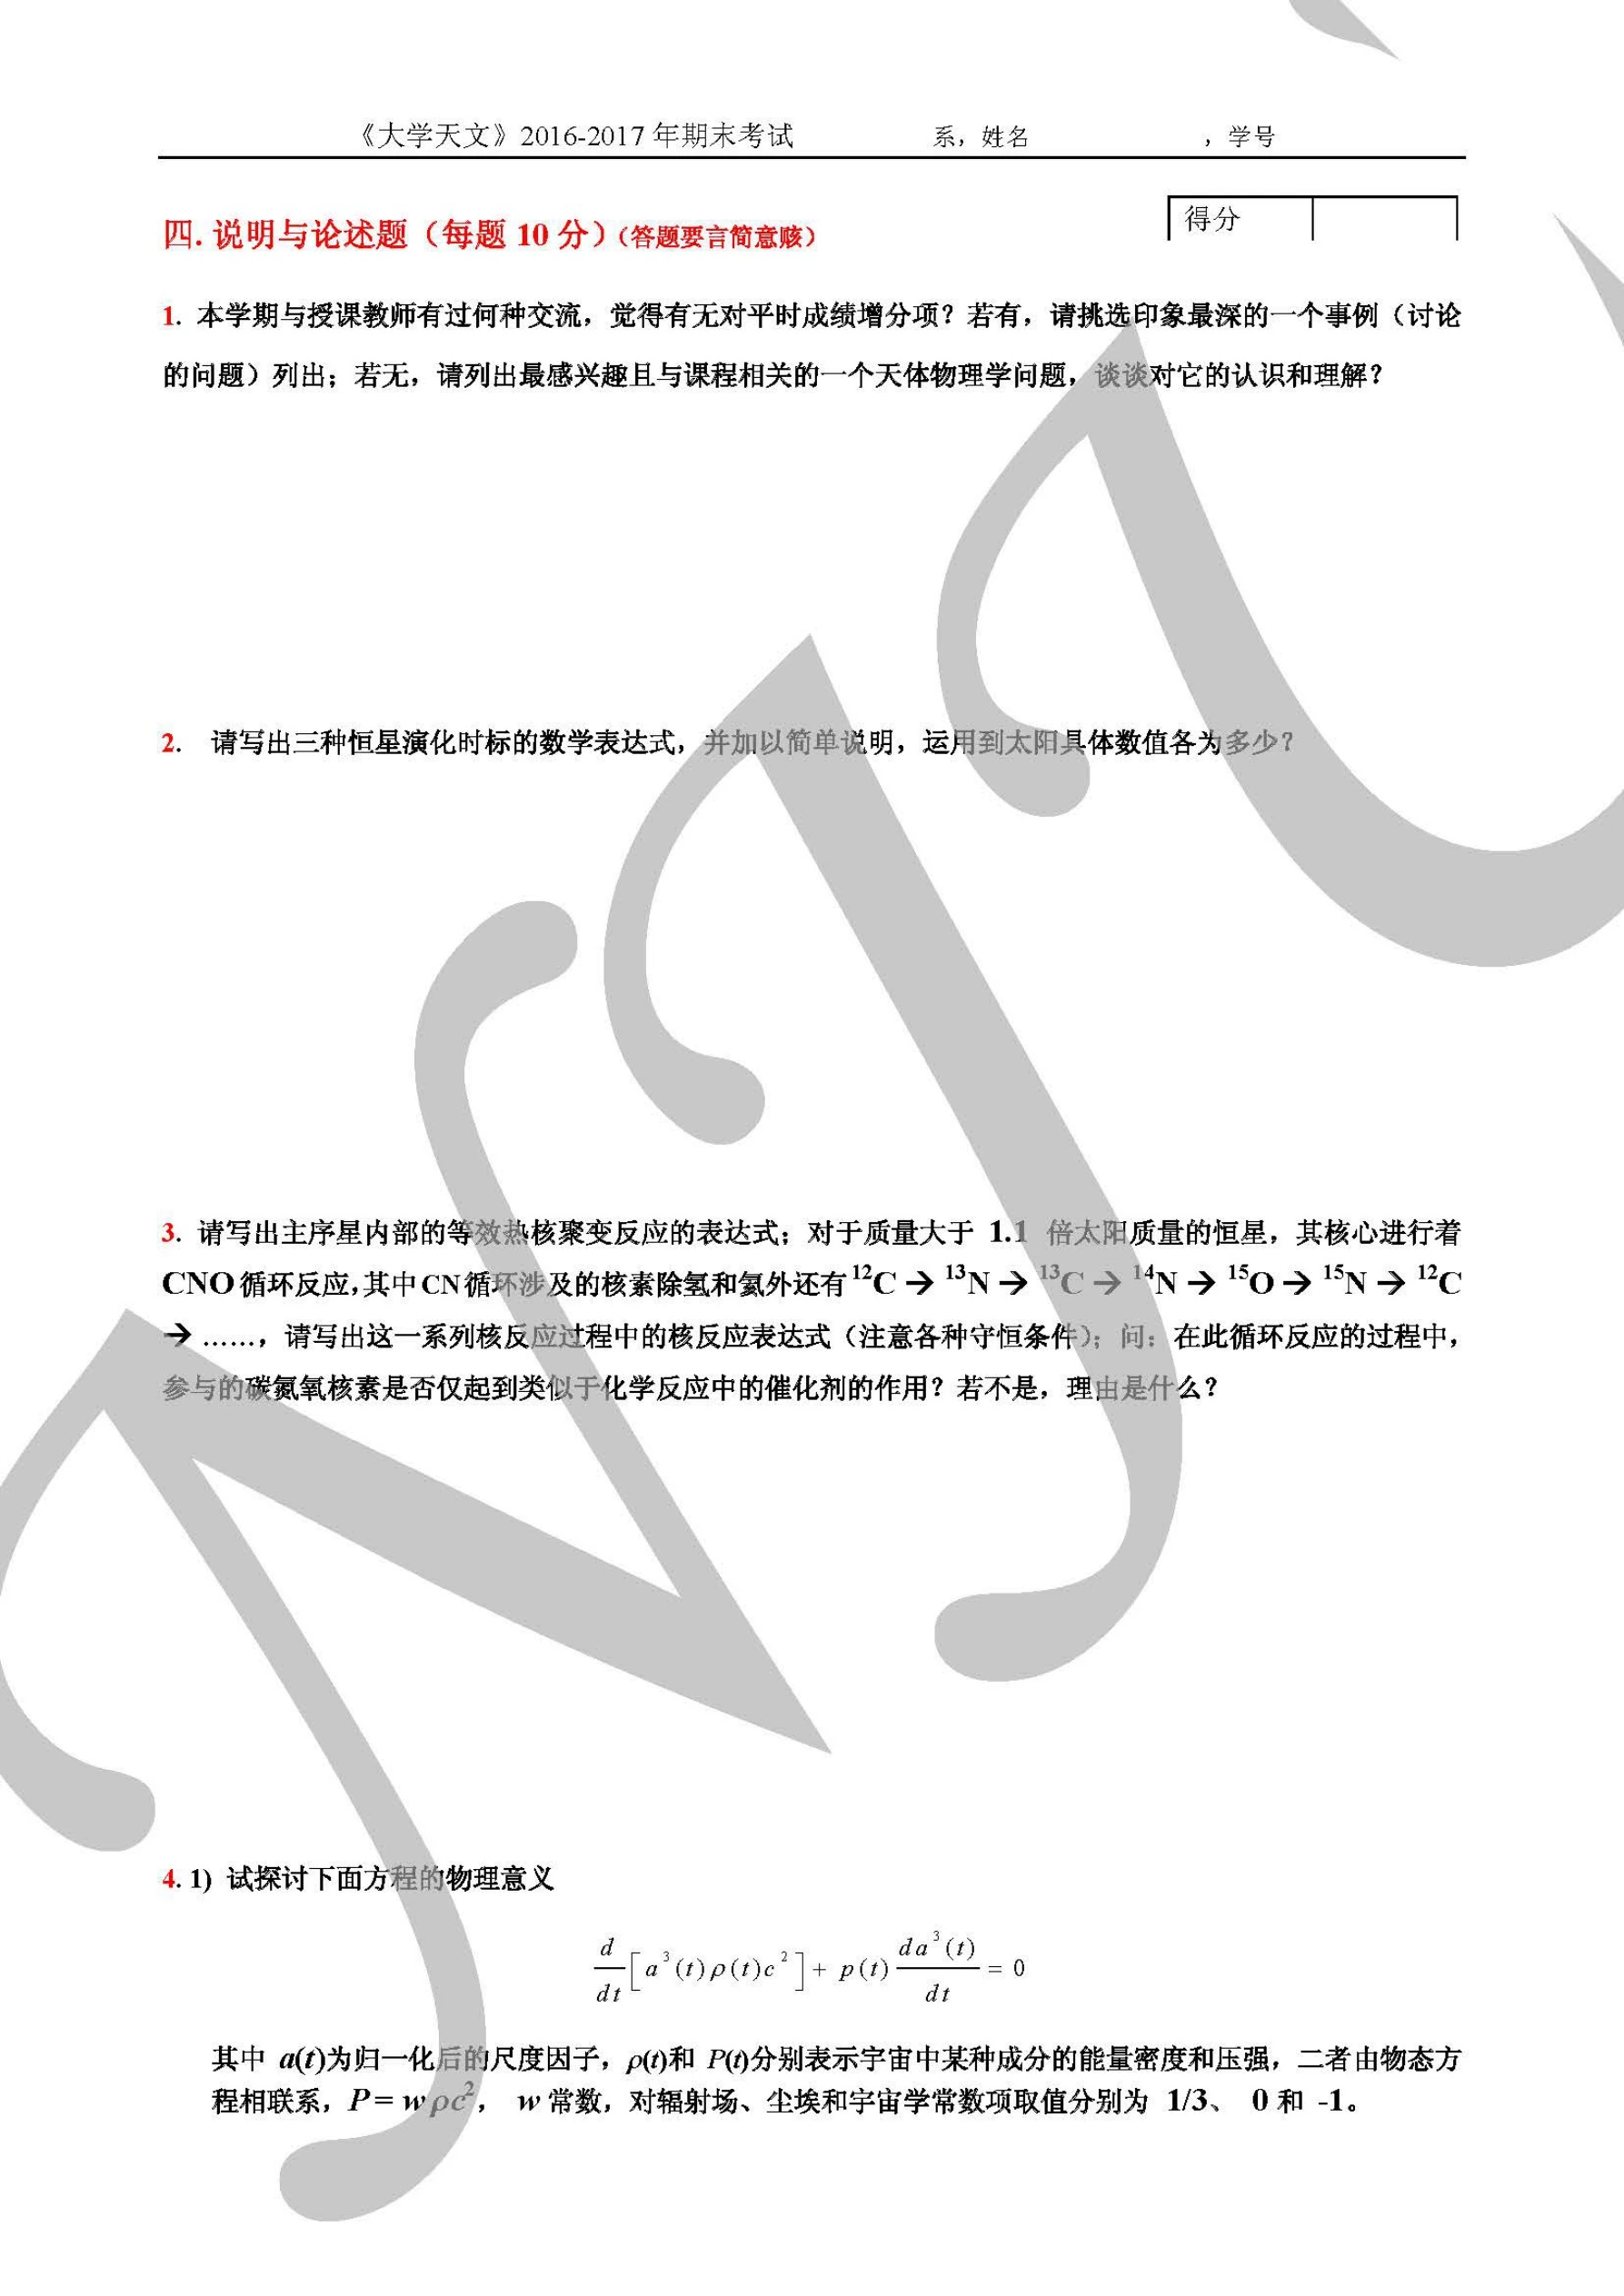 《大学天文》2016-2017 年期末考试 系，姓名 ，学号
得分
四. 说明与论述题（每题 10 分）（答题要言简意赅）
1. 本学期与授课教师有过何种交流，觉得有无对平时成绩增分项？若有，请挑选印象最深的一个事例（讨论
的问题）列出；若无，请列出最感兴趣且与课程相关的一个天体物理学问题，谈谈对它的认识和理解？
2. 请写出三种恒星演化时标的数学表达式，并加以简单说明，运用到太阳具体数值各为多少？
3. 请写出主序星内部的等效热核聚变反应的表达式；对于质量大于 1.1 倍太阳质量的恒星，其核心进行着
CNO 循环反应，其中 CN 循环涉及的核素除氢和氦外还有 ¹²C → ¹³N → ¹³C → ¹⁴N → ¹⁵O → ¹⁵N → ¹²C
→ ……，请写出这一系列核反应过程中的核反应表达式（注意各种守恒条件）；问：在此循环反应的过程中，
参与的碳氮氧核素是否仅起到类似于化学反应中的催化剂的作用？若不是，理由是什么？
4. 1) 试探讨下面方程的物理意义
d/dt [a³(t)ρ(t)c²] + p(t) da³(t)/dt = 0
其中 a(t)为归一化后的尺度因子，ρ(t)和 P(t)分别表示宇宙中某种成分的能量密度和压强，二者由物态方
程相联系，P = wρc²， w 常数，对辐射场、尘埃和宇宙学常数项取值分别为 1/3、 0 和 -1。